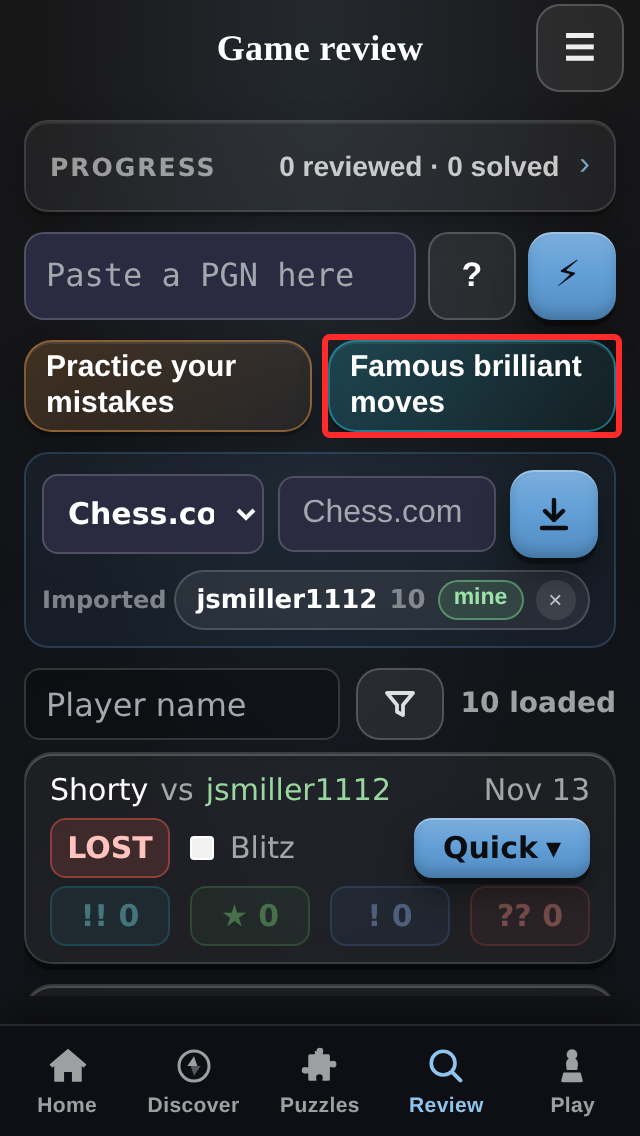 Game review
PROGRESS 0 reviewed · 0 solved ›
Paste a PGN here ?
Practice your
mistakes
Famous brilliant
moves
Chess.co Chess.com
Imported jsmiller1112 10 mine ×
Player name 10 loaded
Shorty vs jsmiller1112 Nov 13
LOST Blitz Quick ▾
!! 0 ★ 0 ! 0 ?? 0
Home Discover Puzzles Review Play